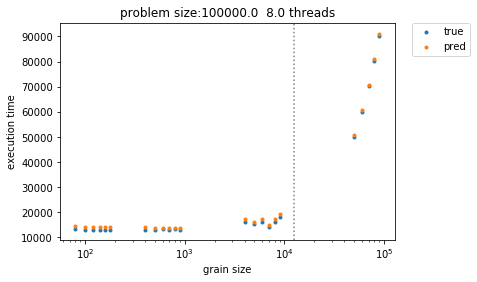 problem size:100000.0  8.0 threads
true
pred
90000
80000
70000
60000
50000
40000
30000
20000
10000
execution time
10²
10³
10⁴
10⁵
grain size